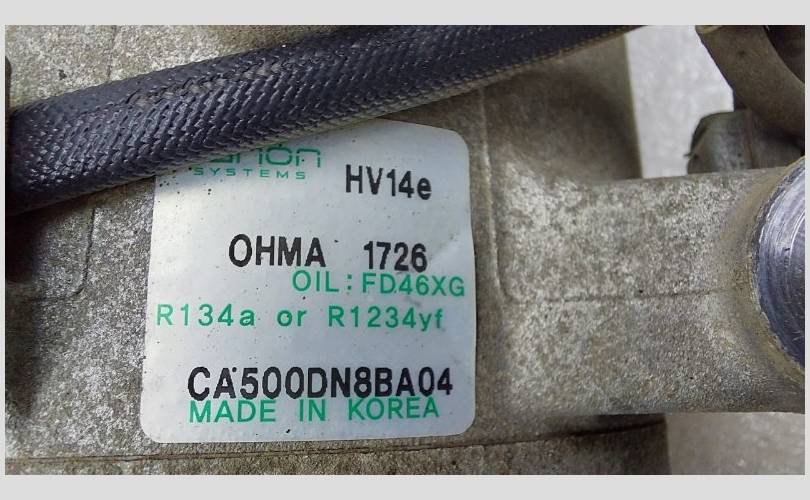 SYSTEMS
HV14e
OHMA 1726
OIL : FD46XG
R134a or R1234yf
CA500DN8BA04
MADE IN KOREA